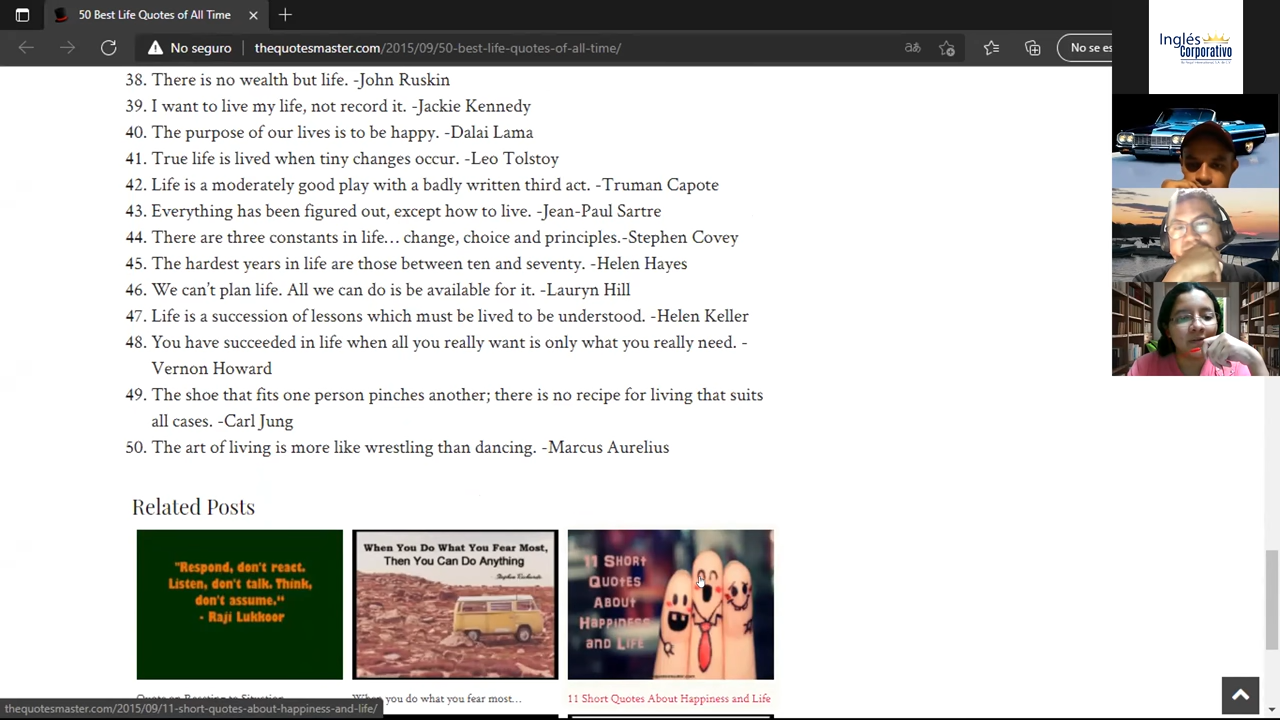 50 Best Life Quotes of All Time
No seguro
thequotesmaster.com/2015/09/50-best-life-quotes-of-all-time/
No se es
Inglés
Corporativo
38. There is no wealth but life. -John Ruskin
39. I want to live my life, not record it. -Jackie Kennedy
40. The purpose of our lives is to be happy. -Dalai Lama
41. True life is lived when tiny changes occur. -Leo Tolstoy
42. Life is a moderately good play with a badly written third act. -Truman Capote
43. Everything has been figured out, except how to live. -Jean-Paul Sartre
44. There are three constants in life… change, choice and principles.-Stephen Covey
45. The hardest years in life are those between ten and seventy. -Helen Hayes
46. We can’t plan life. All we can do is be available for it. -Lauryn Hill
47. Life is a succession of lessons which must be lived to be understood. -Helen Keller
48. You have succeeded in life when all you really want is only what you really need. -
Vernon Howard
49. The shoe that fits one person pinches another; there is no recipe for living that suits
all cases. -Carl Jung
50. The art of living is more like wrestling than dancing. -Marcus Aurelius
Related Posts
"Respond, don't react.
Listen, don't talk. Think,
don't assume."
- Raji Lukkoor
When You Do What You Fear Most,
Then You Can Do Anything
11 Short
Quotes
About
Happiness
and Life
you do what you fear most...
11 Short Quotes About Happiness and Life
thequotesmaster.com/2015/09/11-short-quotes-about-happiness-and-life/